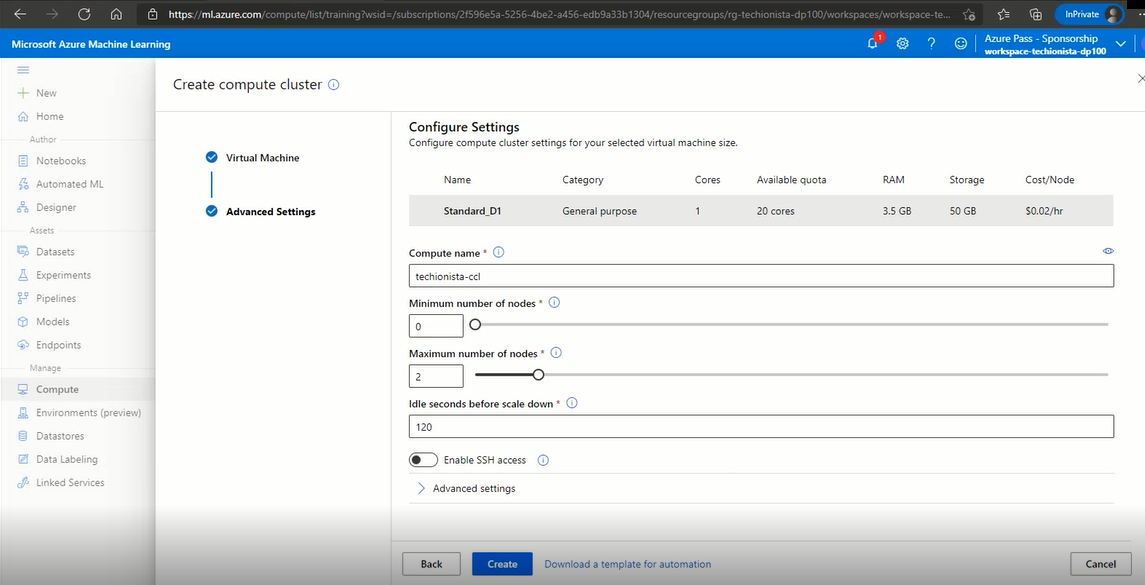 https://ml.azure.com/compute/list/training?wsid=/subscriptions/2f596e5a-5256-4be2-a456-edb9a33b1304/resourcegroups/rg-techionista-dp100/workspaces/workspace-te...
InPrivate
Microsoft Azure Machine Learning
1
Azure Pass - Sponsorship
workspace-techionista-dp100
New
Home
Author
Notebooks
Automated ML
Designer
Assets
Datasets
Experiments
Pipelines
Models
Endpoints
Manage
Compute
Environments (preview)
Datastores
Data Labeling
Linked Services
Create compute cluster
Virtual Machine
Advanced Settings
Configure Settings
Configure compute cluster settings for your selected virtual machine size.
Name Category Cores Available quota RAM Storage Cost/Node
Standard_D1 General purpose 1 20 cores 3.5 GB 50 GB $0.02/hr
Compute name *
techionista-ccl
Minimum number of nodes *
0
Maximum number of nodes *
2
Idle seconds before scale down *
120
Enable SSH access
Advanced settings
Back Create Download a template for automation Cancel